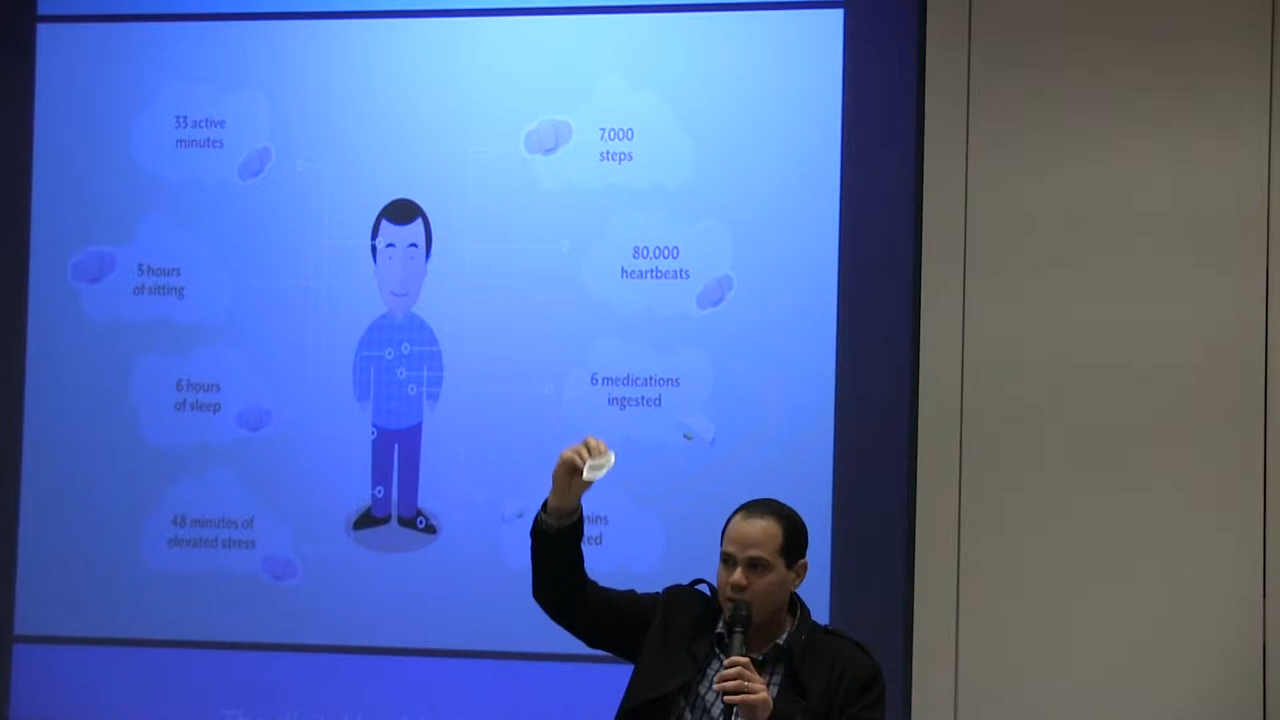 33 active
minutes
7,000
steps
5 hours
of sitting
80,000
heartbeats
6 hours
of sleep
6 medications
ingested
48 minutes of
elevated stress